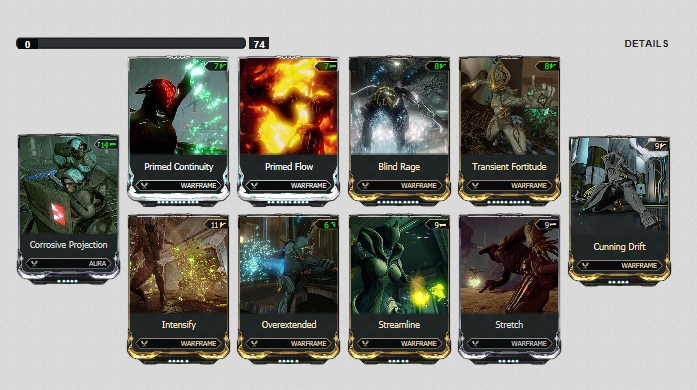 0
74
DETAILS
7
Primed Continuity
WARFRAME
7
Primed Flow
WARFRAME
8
Blind Rage
WARFRAME
8
Transient Fortitude
WARFRAME
14
Corrosive Projection
AURA
9
Cunning Drift
WARFRAME
11
Intensify
WARFRAME
6
Overextended
WARFRAME
9
Streamline
WARFRAME
9
Stretch
WARFRAME